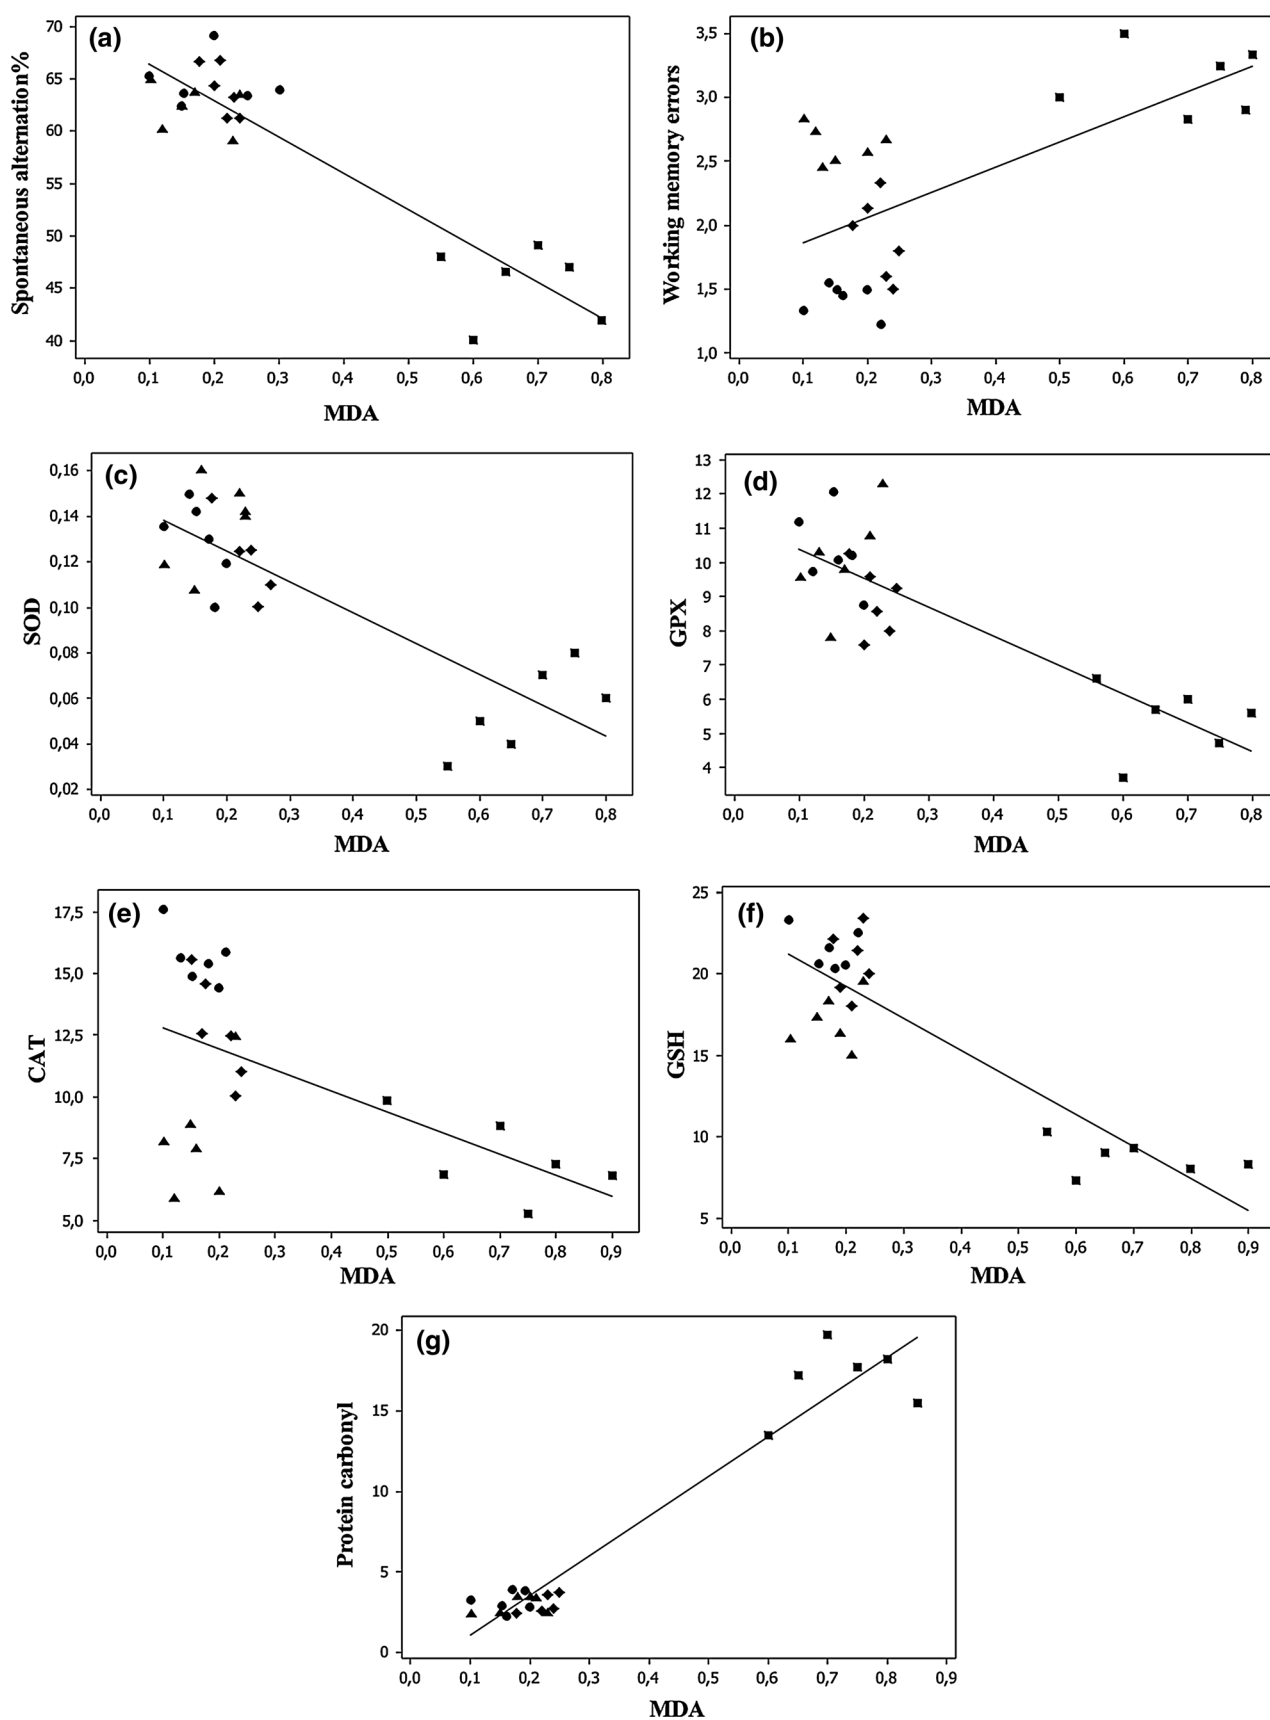 (a)
Spontaneous alternation%
70
65
60
55
50
45
40
0,0 0,1 0,2 0,3 0,4 0,5 0,6 0,7 0,8
MDA
(b)
Working memory errors
3,5
3,0
2,5
2,0
1,5
1,0
0,0 0,1 0,2 0,3 0,4 0,5 0,6 0,7 0,8
MDA
(c)
SOD
0,16
0,14
0,12
0,10
0,08
0,06
0,04
0,02
0,0 0,1 0,2 0,3 0,4 0,5 0,6 0,7 0,8
MDA
(d)
GPX
13
12
11
10
9
8
7
6
5
4
0,0 0,1 0,2 0,3 0,4 0,5 0,6 0,7 0,8
MDA
(e)
CAT
17,5
15,0
12,5
10,0
7,5
5,0
0,0 0,1 0,2 0,3 0,4 0,5 0,6 0,7 0,8 0,9
MDA
(f)
GSH
25
20
15
10
5
0,0 0,1 0,2 0,3 0,4 0,5 0,6 0,7 0,8 0,9
MDA
(g)
Protein carbonyl
20
15
10
5
0
0,0 0,1 0,2 0,3 0,4 0,5 0,6 0,7 0,8 0,9
MDA